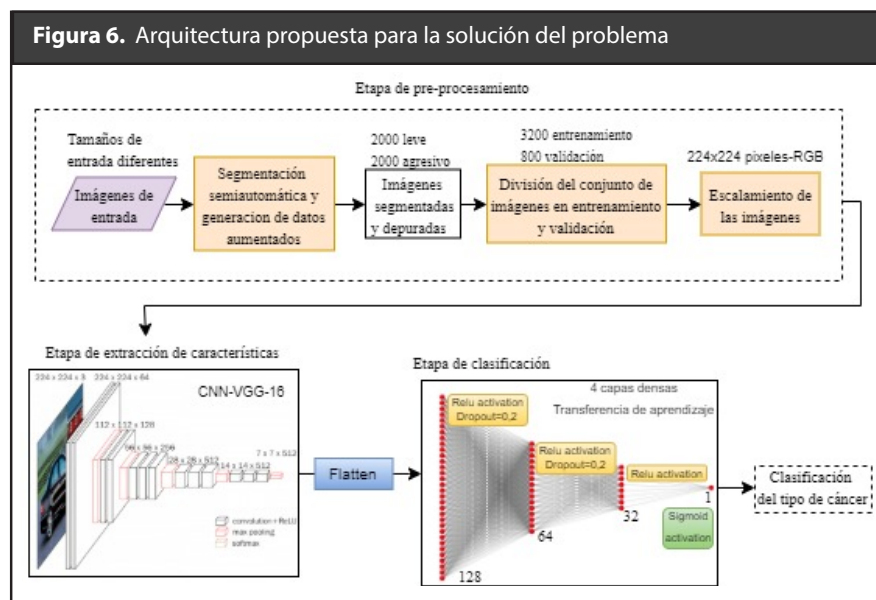 Figura 6. Arquitectura propuesta para la solución del problema
Etapa de pre-procesamiento
Tamaños de
entrada diferentes
Imágenes de
entrada
Segmentación
semiautomática y
generacion de datos
aumentados
2000 leve
2000 agresivo
Imágenes
segmentadas
y depuradas
3200 entrenamiento
800 validación
División del conjunto de
imágenes en entrenamiento
y validación
224x224 pixeles-RGB
Escalamiento de
las imágenes
Etapa de extracción de características
224 x 224 x 3
224 x 224 x 64
CNN-VGG-16
112 x 112 x 128
56 x 56 x 256
28 x 28 x 512
14 x 14 x 512
7 x 7 x 512
convolution+ReLU
max pooling
softmax
Flatten
Etapa de clasificación
4 capas densas
Transferencia de aprendizaje
Relu activation
Dropout=0,2
Relu activation
Dropout=0,2
Relu activation
1
Sigmoid
activation
32
64
128
Clasificación
del tipo de cáncer